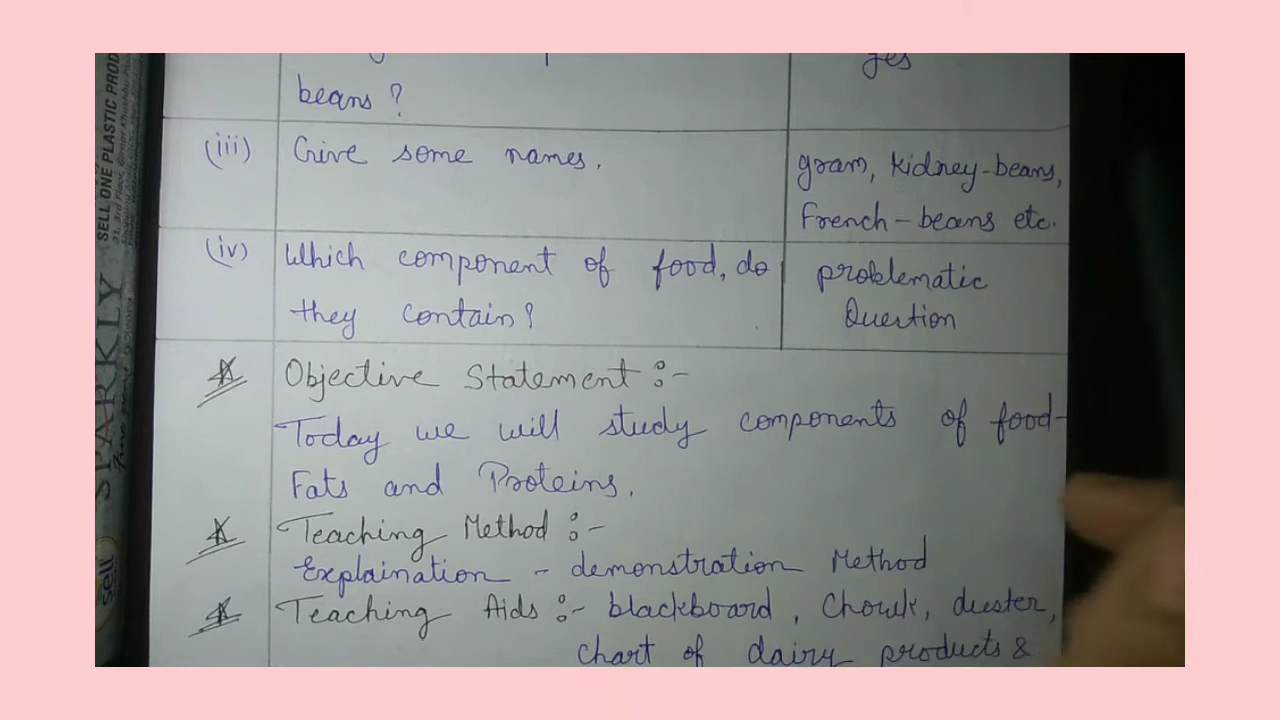 yes
beans ?
(iii) Give some names.
gram, kidney-beans,
French-beans etc.
(iv) Which component of food, do
they contain?
problematic
Question
Objective Statement :-
Today we will study components of food-
Fats and Proteins.
Teaching Method :-
Explaination - demonstration Method
Teaching Aids :- blackboard, Chouk, duster,
chart of dairy products &
SELL ONE PLASTIC PROD
SPARKLY
sell